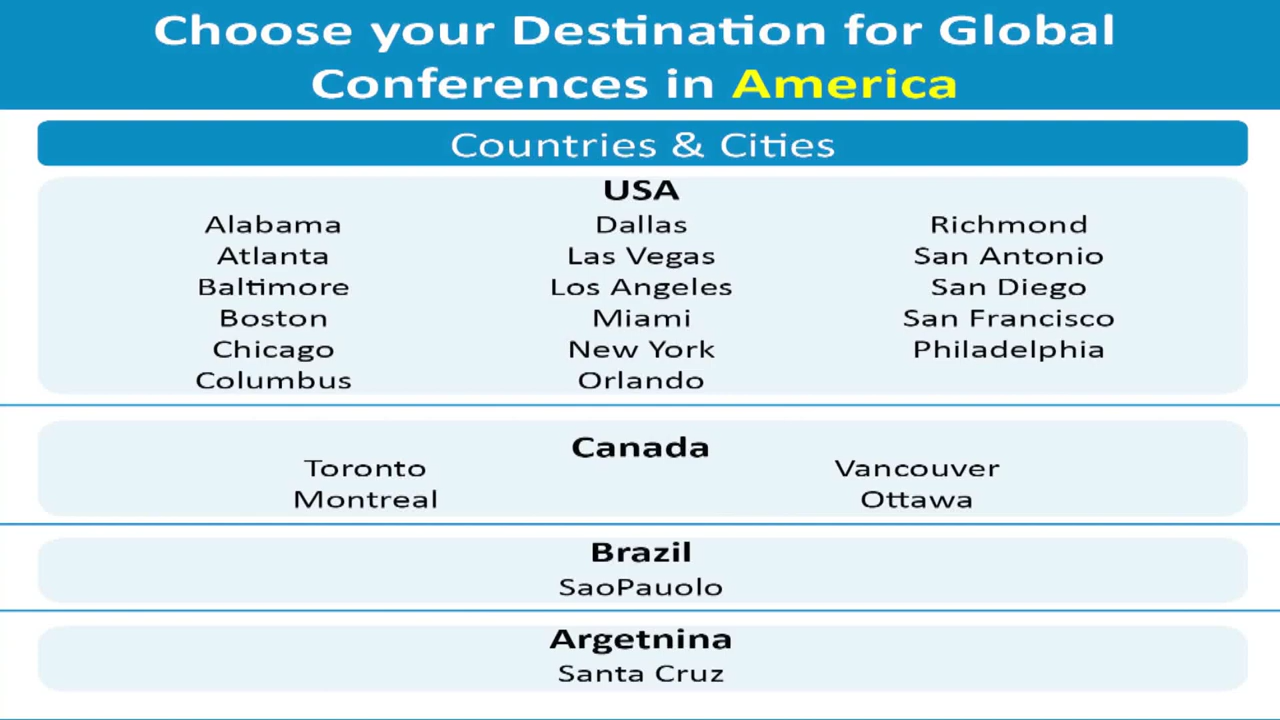 Choose your Destination for Global
Conferences in America
Countries & Cities
USA
Alabama Dallas Richmond
Atlanta Las Vegas San Antonio
Baltimore Los Angeles San Diego
Boston Miami San Francisco
Chicago New York Philadelphia
Columbus Orlando
Canada
Toronto Vancouver
Montreal Ottawa
Brazil
SaoPauolo
Argetnina
Santa Cruz